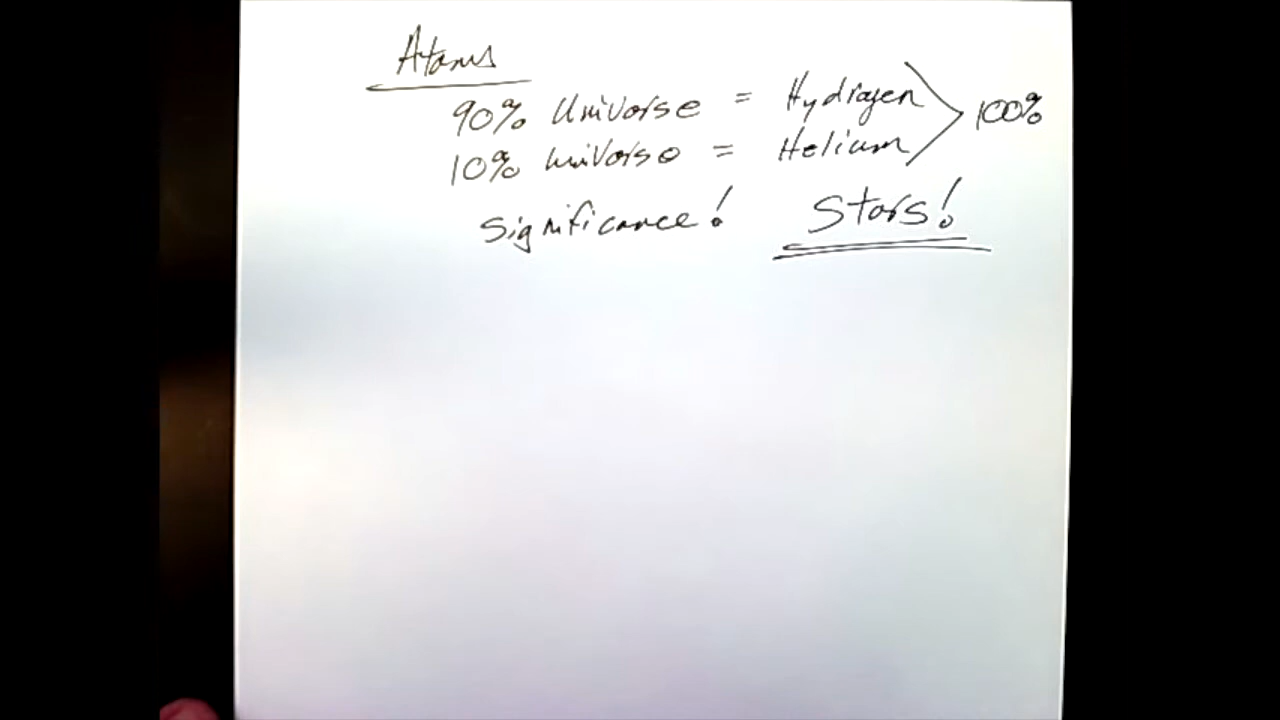 Atoms
90% Universe = Hydrogen
10% universe = Helium
100%
Significance! Stars!